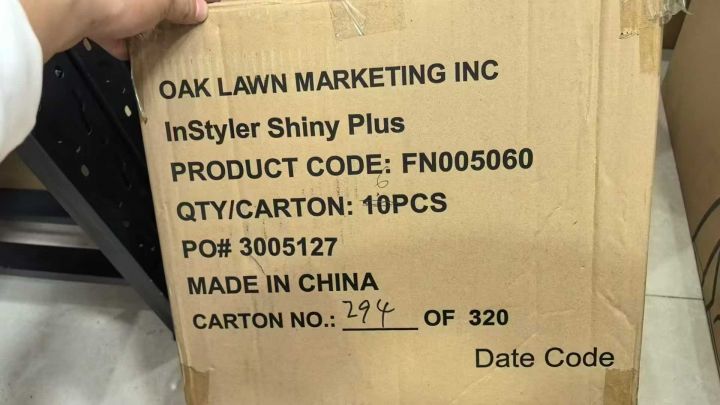 OAK LAWN MARKETING INC
InStyler Shiny Plus
PRODUCT CODE: FN005060
6
QTY/CARTON: 10PCS
PO# 3005127
MADE IN CHINA
CARTON NO.: 294 OF 320
Date Code